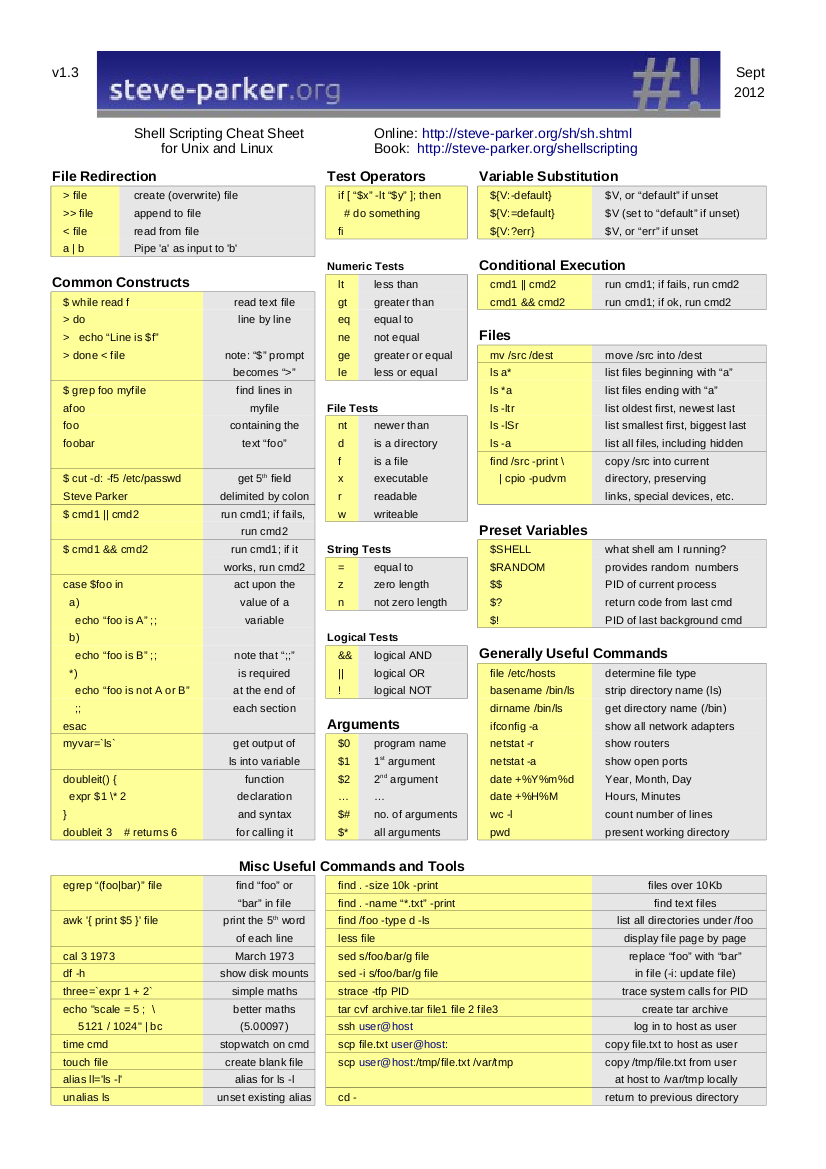 v1.3
steve-parker.org
#!
Sept
2012
Shell Scripting Cheat Sheet
for Unix and Linux
Online: http://steve-parker.org/sh/sh.shtml
Book: http://steve-parker.org/shellscripting
File Redirection
> file create (overwrite) file
>> file append to file
< file read from file
a | b Pipe 'a' as input to 'b'
Common Constructs
$ while read f read text file
> do line by line
> echo “Line is $f”
> done < file note: “$” prompt
becomes “>”
$ grep foo myfile find lines in
afoo myfile
foo containing the
foobar text “foo”
$ cut -d: -f5 /etc/passwd get 5th field
Steve Parker delimited by colon
$ cmd1 || cmd2 run cmd1; if fails,
run cmd2
$ cmd1 && cmd2 run cmd1; if it
works, run cmd2
case $foo in act upon the
a) value of a
echo “foo is A” ;; variable
b)
echo “foo is B” ;; note that “;;”
*) is required
echo “foo is not A or B” at the end of
;; each section
esac
myvar=`ls` get output of
ls into variable
doubleit() { function
expr $1 \* 2 declaration
} and syntax
doubleit 3 # returns 6 for calling it
Test Operators
if [ “$x” -lt “$y” ]; then
# do something
fi
Numeric Tests
lt less than
gt greater than
eq equal to
ne not equal
ge greater or equal
le less or equal
File Tests
nt newer than
d is a directory
f is a file
x executable
r readable
w writeable
String Tests
= equal to
z zero length
n not zero length
Logical Tests
&& logical AND
|| logical OR
! logical NOT
Arguments
$0 program name
$1 1st argument
$2 2nd argument
... ...
$# no. of arguments
$* all arguments
Variable Substitution
${V:-default} $V, or “default” if unset
${V:=default} $V (set to “default” if unset)
${V:?err} $V, or “err” if unset
Conditional Execution
cmd1 || cmd2 run cmd1; if fails, run cmd2
cmd1 && cmd2 run cmd1; if ok, run cmd2
Files
mv /src /dest move /src into /dest
ls a* list files beginning with “a”
ls *a list files ending with “a”
ls -ltr list oldest first, newest last
ls -lSr list smallest first, biggest last
ls -a list all files, including hidden
find /src -print \ copy /src into current
| cpio -pudvm directory, preserving
links, special devices, etc.
Preset Variables
$SHELL what shell am I running?
$RANDOM provides random numbers
$$ PID of current process
$? return code from last cmd
$! PID of last background cmd
Generally Useful Commands
file /etc/hosts determine file type
basename /bin/ls strip directory name (ls)
dirname /bin/ls get directory name (/bin)
ifconfig -a show all network adapters
netstat -r show routers
netstat -a show open ports
date +%Y%m%d Year, Month, Day
date +%H%M Hours, Minutes
wc -l count number of lines
pwd present working directory
Misc Useful Commands and Tools
egrep “(foo|bar)” file find “foo” or
“bar” in file
awk '{ print $5 }' file print the 5th word
of each line
cal 3 1973 March 1973
df -h show disk mounts
three=`expr 1 + 2` simple maths
echo “scale = 5 ; \ better maths
5121 / 1024” | bc (5.00097)
time cmd stopwatch on cmd
touch file create blank file
alias ll='ls -l' alias for ls -l
unalias ls unset existing alias
find . -size 10k -print files over 10Kb
find . -name “*.txt” -print find text files
find /foo -type d -ls list all directories under /foo
less file display file page by page
sed s/foo/bar/g file replace “foo” with “bar”
sed -i s/foo/bar/g file in file (-i: update file)
strace -tfp PID trace system calls for PID
tar cvf archive.tar file1 file 2 file3 create tar archive
ssh user@host log in to host as user
scp file.txt user@host: copy file.txt to host as user
scp user@host:/tmp/file.txt /var/tmp copy /tmp/file.txt from user
at host to /var/tmp locally
cd - return to previous directory